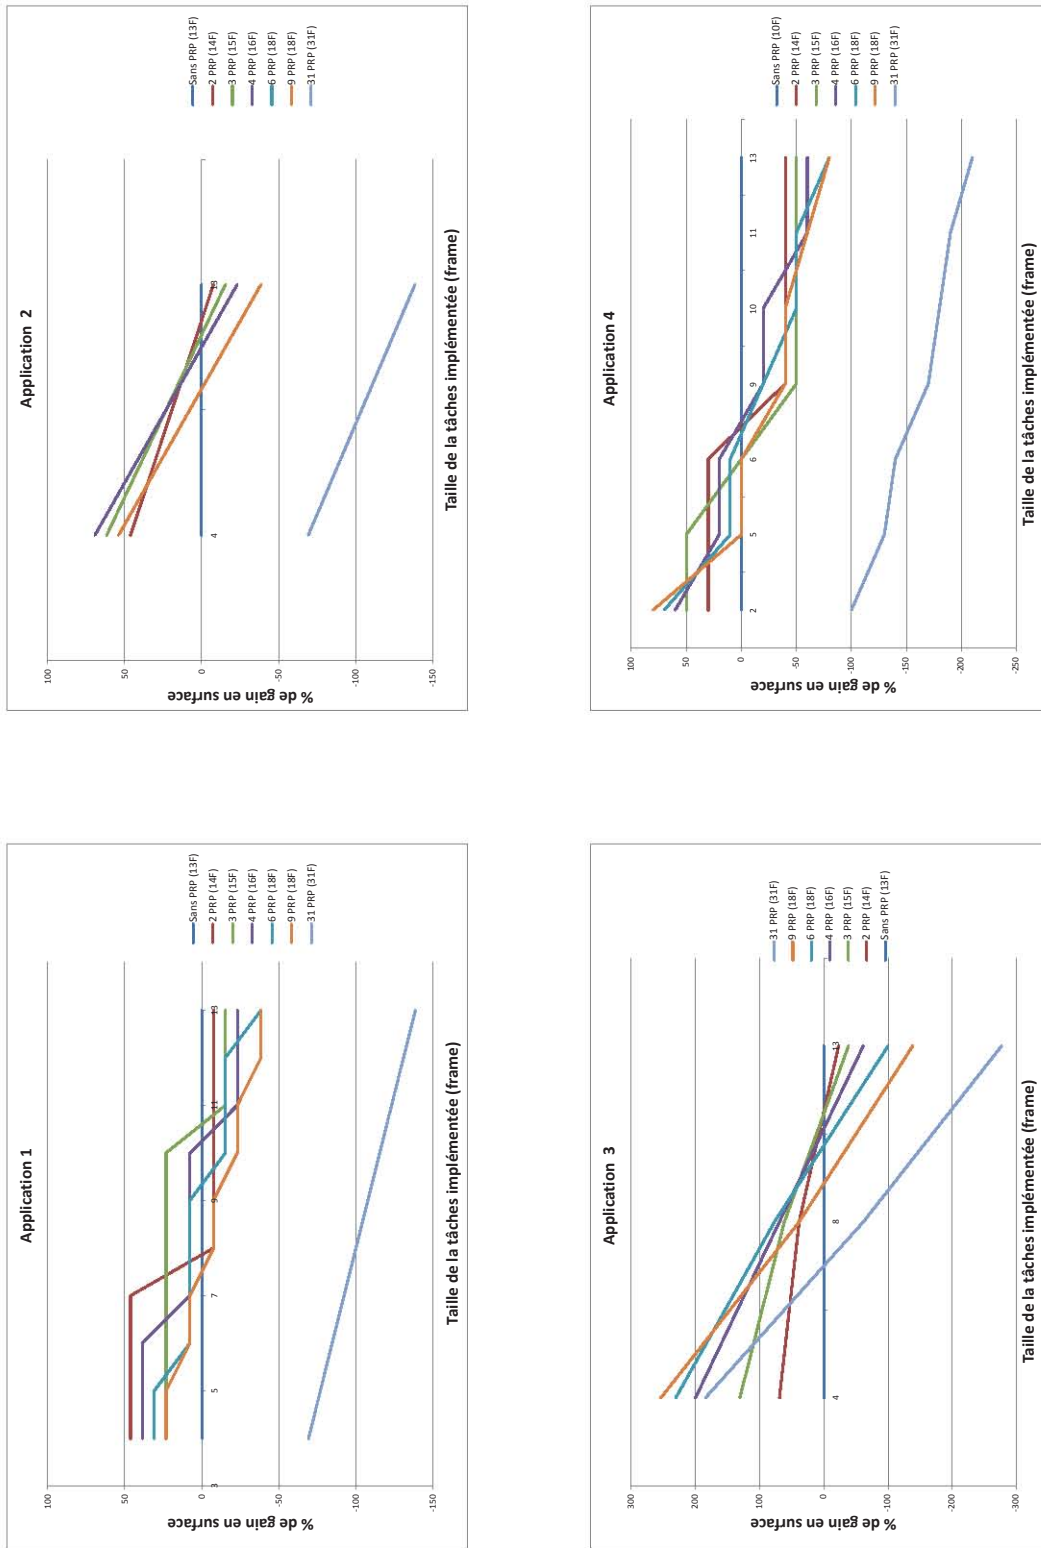 Application 1
% de gain en surface
100
50
0
-50
-100
-150
3
5
7
9
11
13
Taille de la tâches implémentée (frame)
Sans PRP (13F)
2 PRP (14F)
3 PRP (15F)
4 PRP (16F)
6 PRP (18F)
9 PRP (18F)
31 PRP (31F)
Application 2
% de gain en surface
100
50
0
-50
-100
-150
4
13
Taille de la tâches implémentée (frame)
Sans PRP (13F)
2 PRP (14F)
3 PRP (15F)
4 PRP (16F)
6 PRP (18F)
9 PRP (18F)
31 PRP (31F)
Application 3
% de gain en surface
300
200
100
0
-100
-200
-300
4
8
13
Taille de la tâches implémentée (frame)
31 PRP (31F)
9 PRP (18F)
6 PRP (18F)
4 PRP (16F)
3 PRP (15F)
2 PRP (14F)
Sans PRP (13F)
Application 4
% de gain en surface
100
50
0
-50
-100
-150
-200
-250
2
5
6
9
10
11
13
Taille de la tâches implémentée (frame)
Sans PRP (10F)
2 PRP (14F)
3 PRP (15F)
4 PRP (16F)
6 PRP (18F)
9 PRP (18F)
31 PRP (31F)